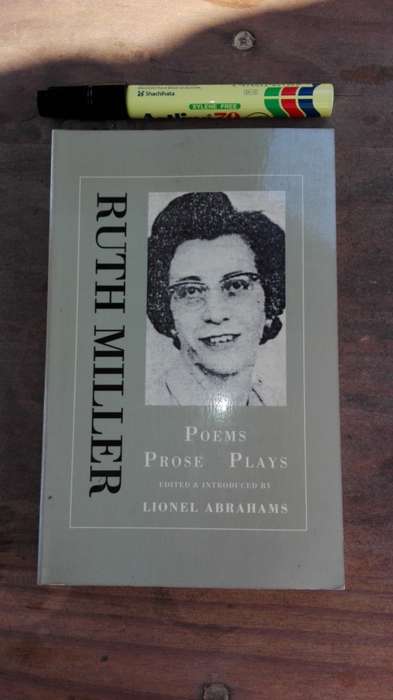 Shachihata
XYLENE FREE
Artline 70
RUTH MILLER
POEMS
PROSE PLAYS
EDITED & INTRODUCED BY
LIONEL ABRAHAMS